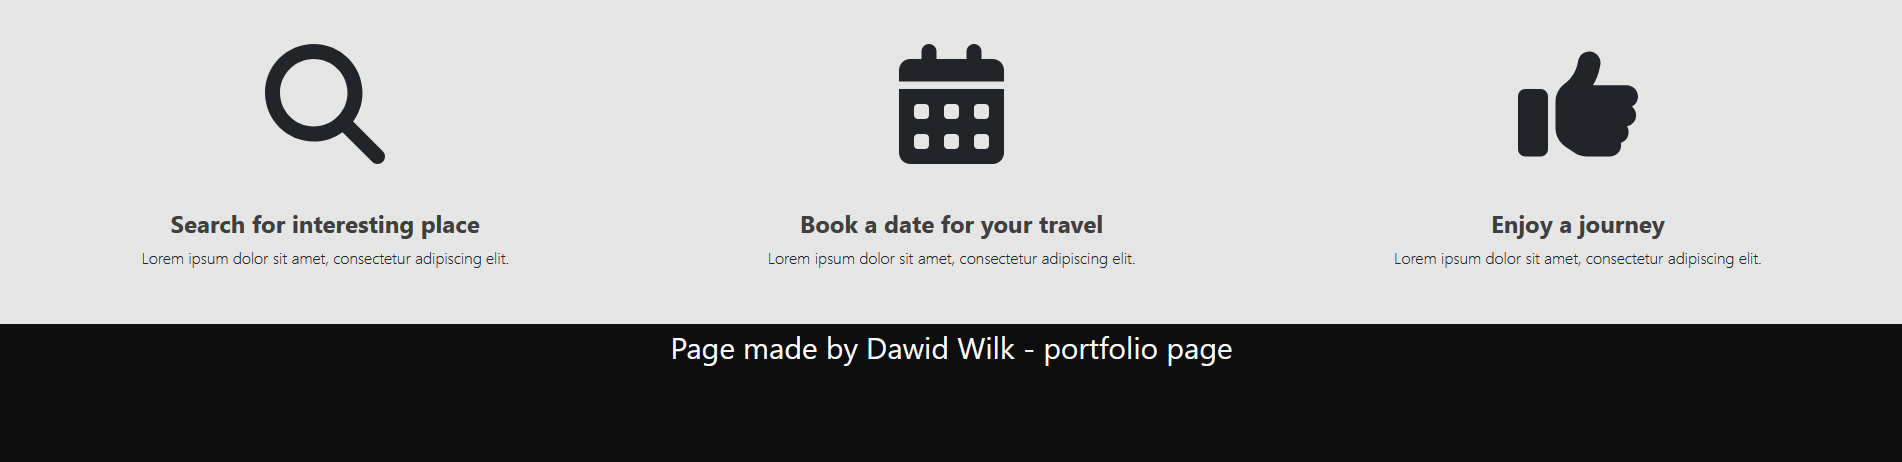 Search for interesting place
Lorem ipsum dolor sit amet, consectetur adipiscing elit.
Book a date for your travel
Lorem ipsum dolor sit amet, consectetur adipiscing elit.
Enjoy a journey
Lorem ipsum dolor sit amet, consectetur adipiscing elit.
Page made by Dawid Wilk - portfolio page